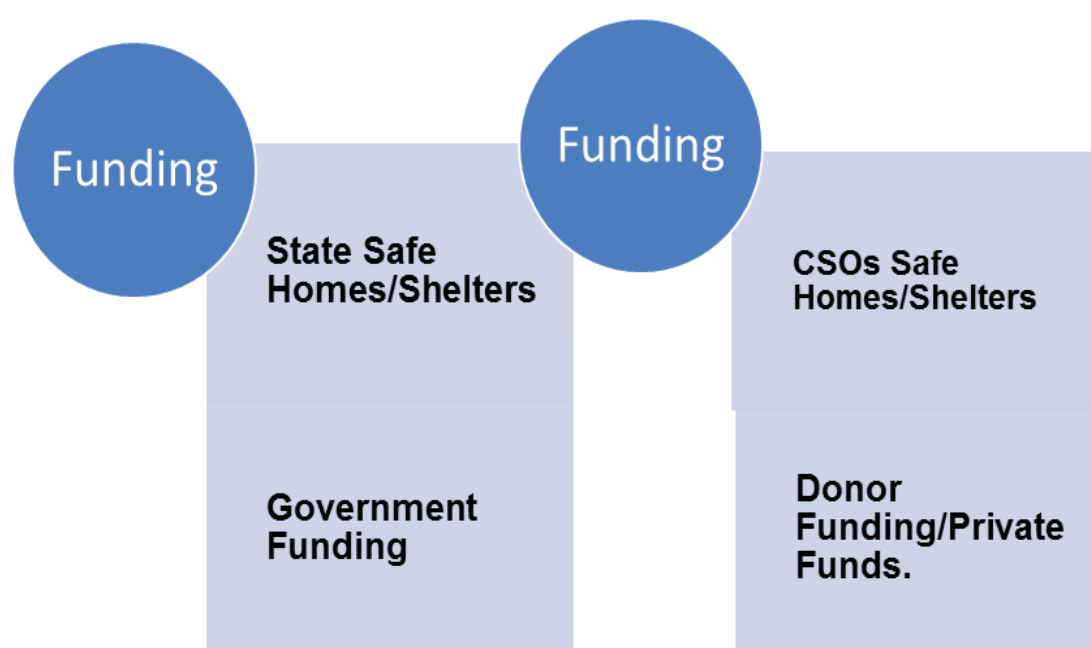 Funding
State Safe
Homes/Shelters
Government
Funding
Funding
CSOs Safe
Homes/Shelters
Donor
Funding/Private
Funds.